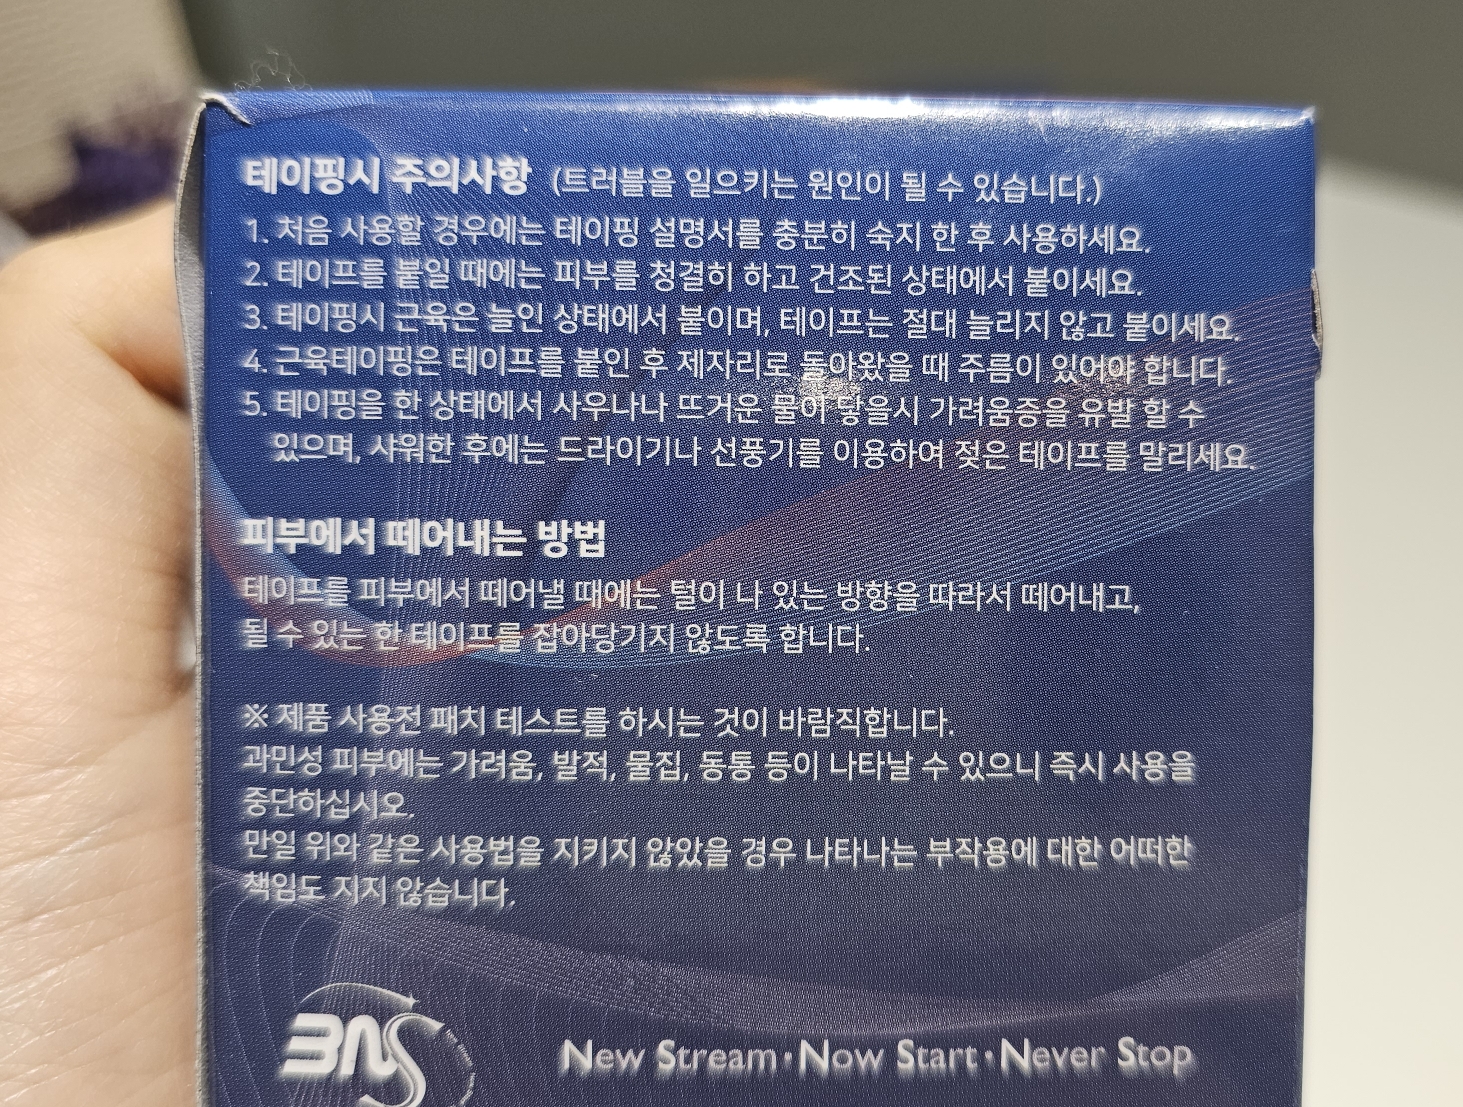 테이핑시 주의사항 (트러블을 일으키는 원인이 될 수 있습니다.)
1. 처음 사용할 경우에는 테이핑 설명서를 충분히 숙지 한 후 사용하세요.
2. 테이프를 붙일 때에는 피부를 청결히 하고 건조된 상태에서 붙이세요.
3. 테이핑시 근육은 늘인 상태에서 붙이며, 테이프는 절대 늘리지 않고 붙이세요.
4. 근육테이핑은 테이프를 붙인 후 제자리로 돌아왔을 때 주름이 있어야 합니다.
5. 테이핑을 한 상태에서 사우나나 뜨거운 물이 닿을시 가려움증을 유발 할 수
있으며, 샤워한 후에는 드라이기나 선풍기를 이용하여 젖은 테이프를 말리세요.
피부에서 떼어내는 방법
테이프를 피부에서 떼어낼 때에는 털이 나 있는 방향을 따라서 떼어내고,
될 수 있는 한 테이프를 잡아당기지 않도록 합니다.
※ 제품 사용전 패치 테스트를 하시는 것이 바람직합니다.
과민성 피부에는 가려움, 발적, 물집, 동통 등이 나타날 수 있으니 즉시 사용을
중단하십시오.
만일 위와 같은 사용법을 지키지 않았을 경우 나타나는 부작용에 대한 어떠한
책임도 지지 않습니다.
3NS New Stream·Now Start·Never Stop